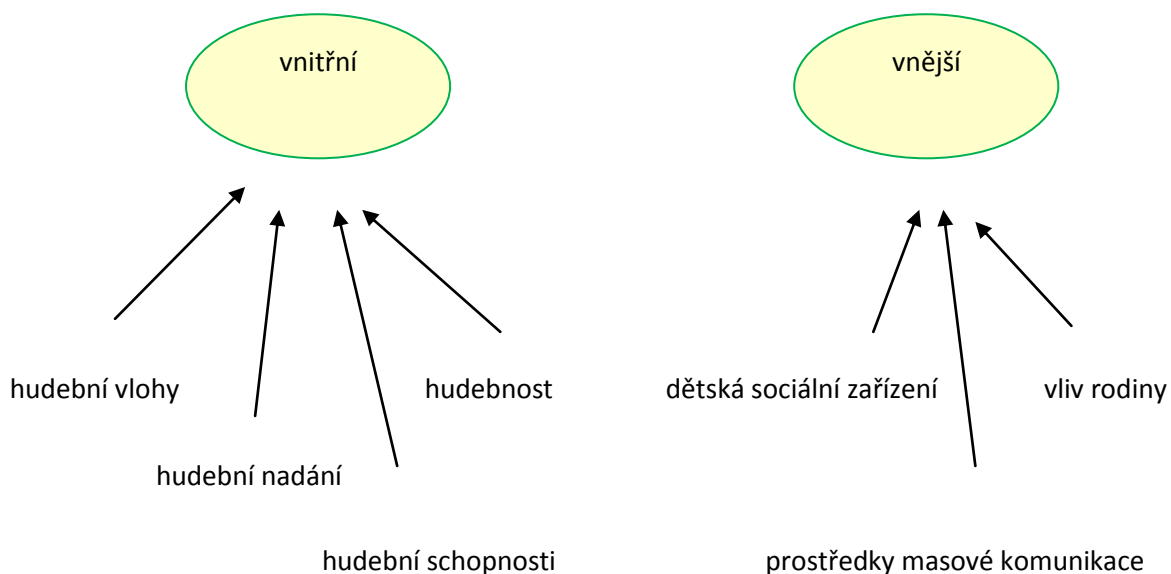 vnitřní
vnější
hudební vlohy
hudebnost
dětská sociální zařízení
vliv rodiny
hudební nadání
hudební schopnosti
prostředky masové komunikace